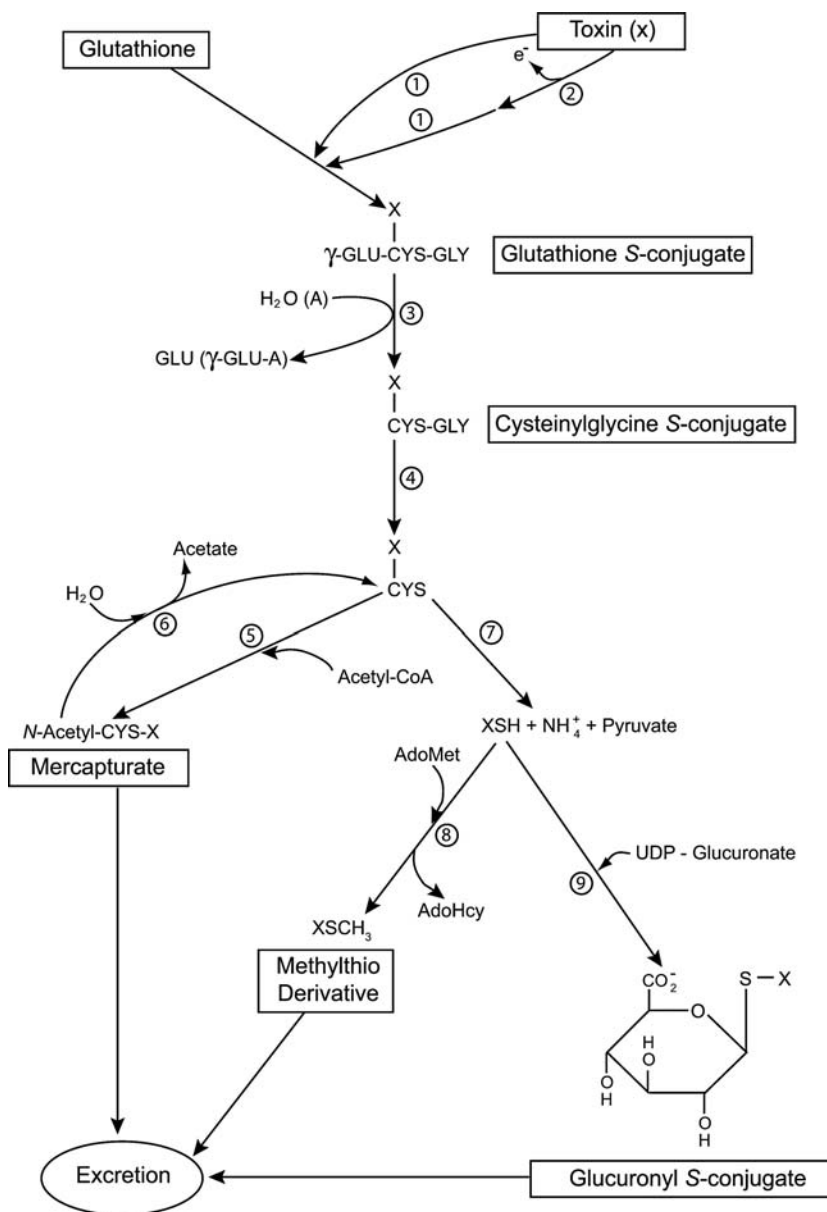 Glutathione
Toxin (x)
e⁻
①
②
①
X
γ-GLU-CYS-GLY
Glutathione S-conjugate
H₂O (A)
③
GLU (γ-GLU-A)
X
CYS-GLY
Cysteinylglycine S-conjugate
④
X
Acetate
CYS
H₂O
⑥
⑤
⑦
Acetyl-CoA
N-Acetyl-CYS-X
XSH + NH₄⁺ + Pyruvate
Mercapturate
AdoMet
⑧
UDP - Glucuronate
⑨
AdoHcy
XSCH₃
Methylthio
Derivative
CO₂⁻
S–X
O
H
O
O
H
H
O
O
H
Excretion
Glucuronyl S-conjugate